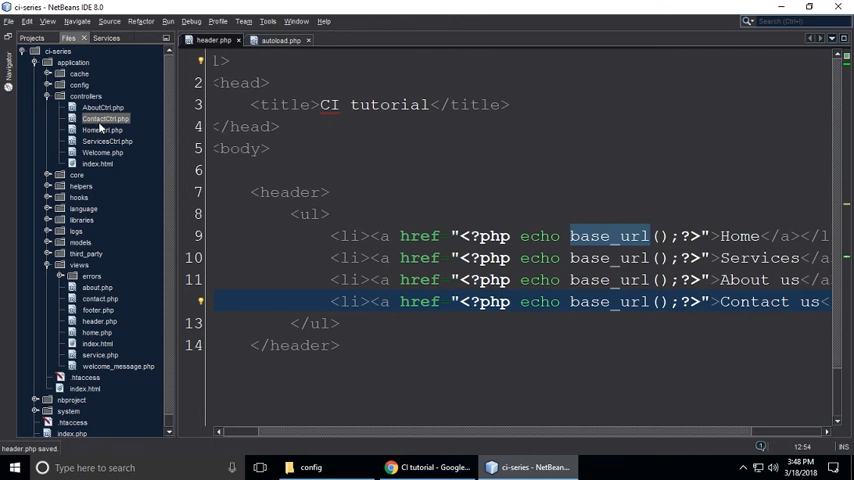 ci-series - NetBeans IDE 8.0
File Edit View Navigate Source Refactor Run Debug Profile Team Tools Window Help
Search (Ctrl+I)
Projects Files Services
header.php autoload.php
Navigator
ci-series
application
cache
config
controllers
AboutCtrl.php
ContactCtrl.php
HomeCtrl.php
ServicesCtrl.php
Welcome.php
index.html
core
helpers
hooks
language
libraries
logs
models
third_party
views
errors
about.php
contact.php
footer.php
header.php
home.php
index.html
service.php
welcome_message.php
.htaccess
index.html
nbproject
system
.htaccess
index.php
l>
2 <head>
3 <title>CI tutorial</title>
4 </head>
5 <body>
6
7 <header>
8 <ul>
9 <li><a href="<?php echo base_url();?>">Home</a></l
10 <li><a href="<?php echo base_url();?>">Services</a
11 <li><a href="<?php echo base_url();?>">About us</a
<li><a href="<?php echo base_url();?>">Contact us<
13 </ul>
14 </header>
header.php saved.
1 12:54 INS
Type here to search
config
CI tutorial - Google...
ci-series - NetBean...
3:48 PM
3/18/2018